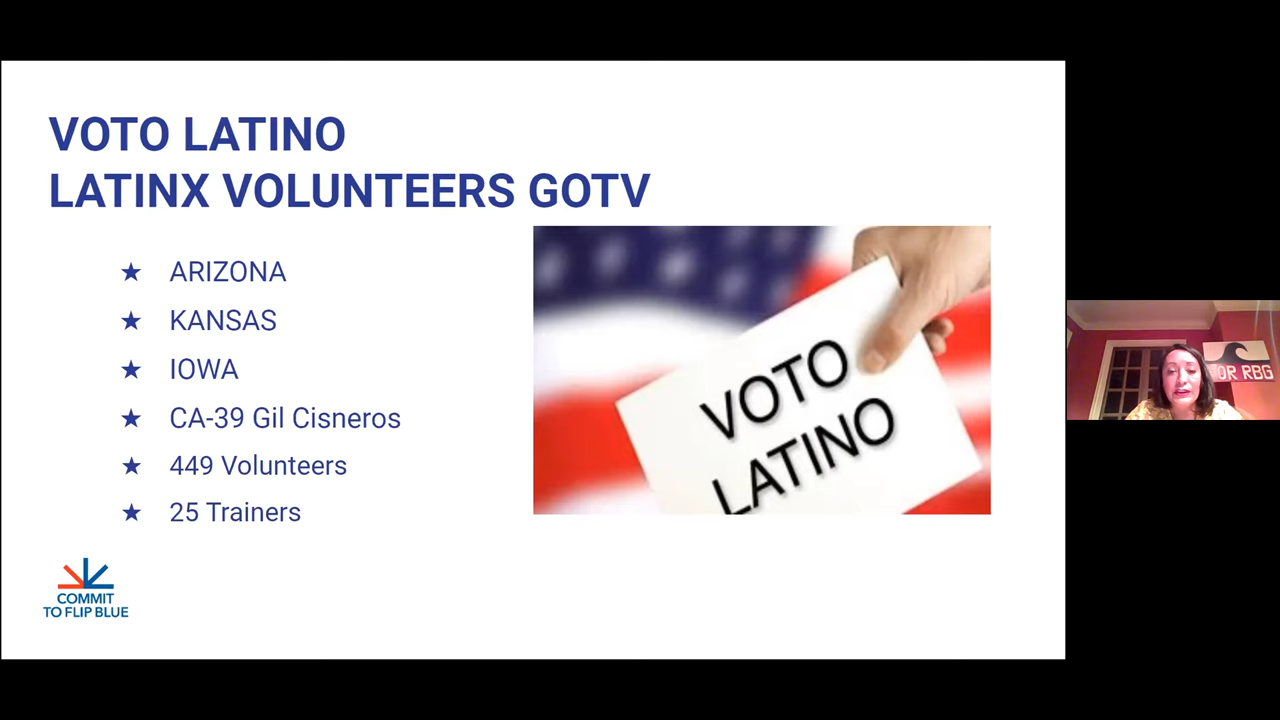 VOTO LATINO
LATINX VOLUNTEERS GOTV
★ ARIZONA
★ KANSAS
★ IOWA
★ CA-39 Gil Cisneros
★ 449 Volunteers
★ 25 Trainers
VOTO
LATINO
COMMIT
TO FLIP BLUE
OR RBG